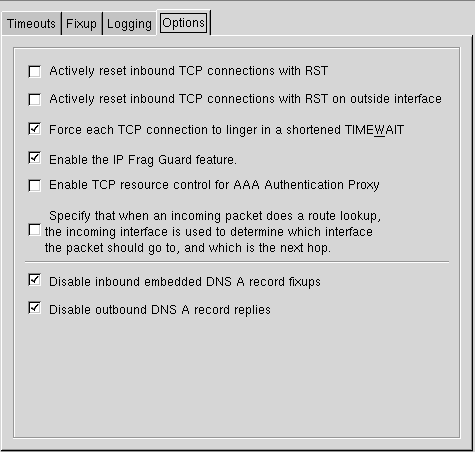 Timeouts Fixup Logging Options
Actively reset inbound TCP connections with RST
Actively reset inbound TCP connections with RST on outside interface
Force each TCP connection to linger in a shortened TIMEWAIT
Enable the IP Frag Guard feature.
Enable TCP resource control for AAA Authentication Proxy
Specify that when an incoming packet does a route lookup,
the incoming interface is used to determine which interface
the packet should go to, and which is the next hop.
Disable inbound embedded DNS A record fixups
Disable outbound DNS A record replies